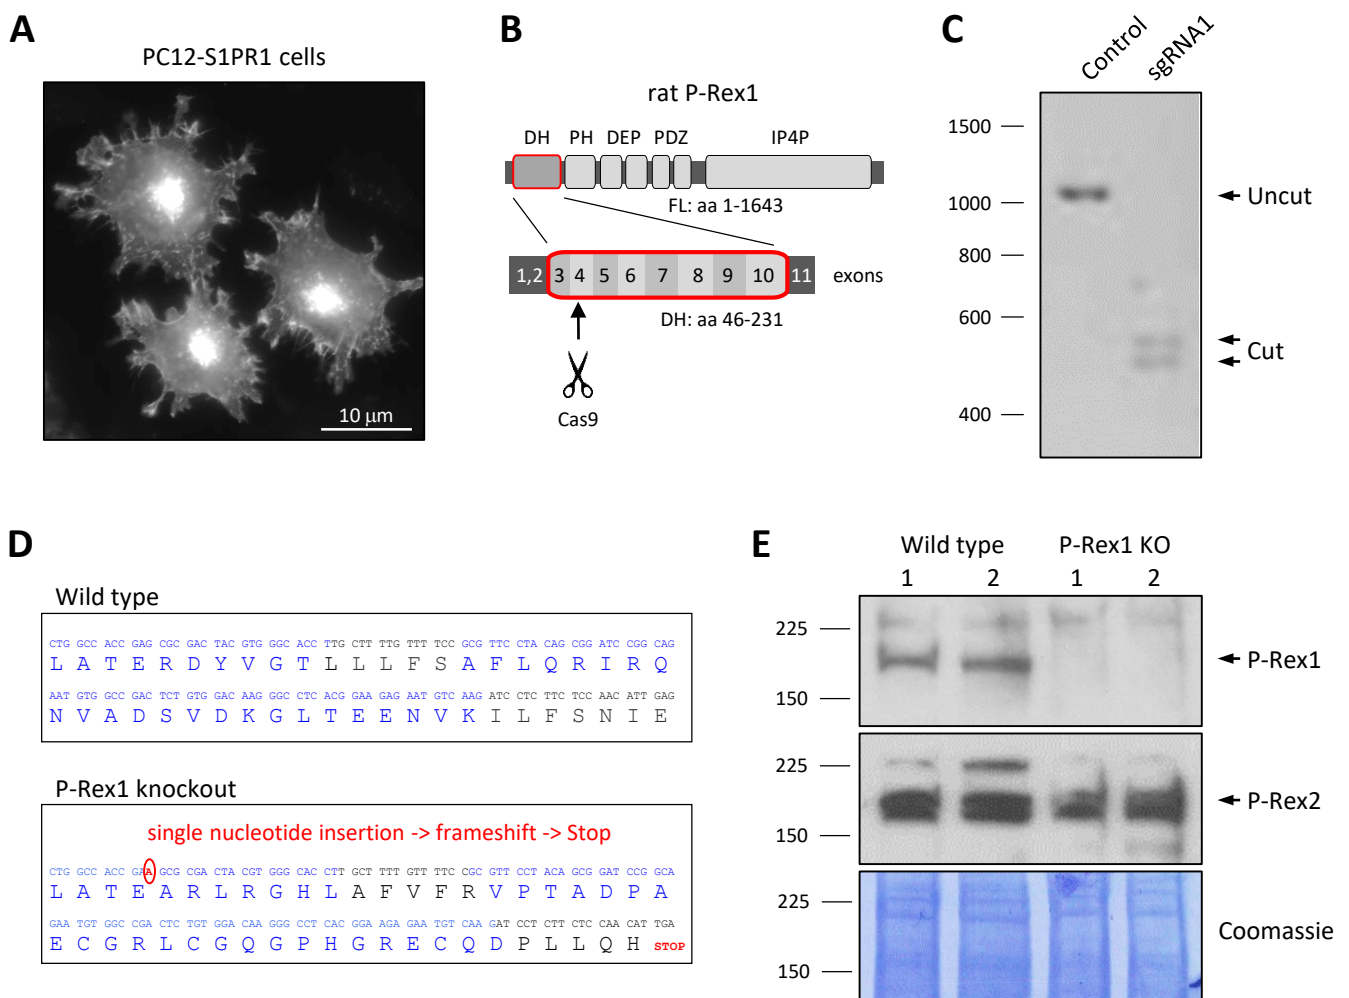 A
PC12-S1PR1 cells
10 μm
B
rat P-Rex1
DH PH DEP PDZ IP4P
FL: aa 1-1643
1,2 3 4 5 6 7 8 9 10 11 exons
DH: aa 46-231
Cas9
C
Control sgRNA1
1500
1000
800
600
400
Uncut
Cut
D
Wild type
CTG GCC ACC GAG CGC GAC TAC GTG GGC ACC TTG CTT TTG TTT TCC GCG TTC CTA CAG CGG ATC CGG CAG
L A T E R D Y V G T L L L F S A F L Q R I R Q
AAT GTG GCC GAC TCT GTG GAC AAG GGC CTC ACG GAA GAG AAT GTC AAG ATC CTC TTC TCC AAC ATT GAG
N V A D S V D K G L T E E N V K I L F S N I E
P-Rex1 knockout
single nucleotide insertion -> frameshift -> Stop
CTG GCC ACC GAA GCG CGA CTA CGT GGG CAC CTT GCT TTT GTT TTC CGC GTT CCT ACA GCG GAT CCG GCA
L A T E A R L R G H L A F V F R V P T A D P A
GAA TGT GGC CGA CTC TGT GGA CAA GGG CCT CAC GGA AGA GAA TGT CAA GAT CCT CTT CTC CAA CAT TGA
E C G R L C G Q G P H G R E C Q D P L L Q H STOP
E
Wild type P-Rex1 KO
1 2 1 2
225
150
P-Rex1
225
150
P-Rex2
225
150
Coomassie